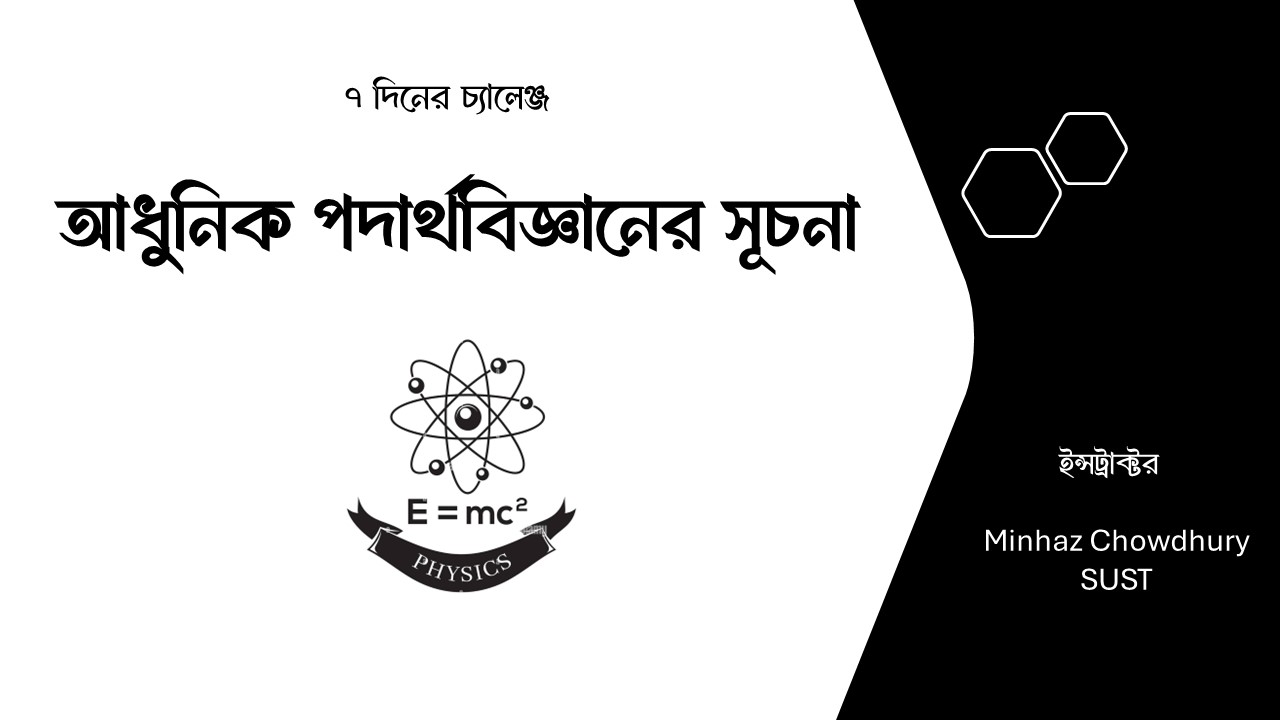 ৭ দিনের চ্যালেঞ্জ
আধুনিক পদার্থবিজ্ঞানের সূচনা
E = mc²
PHYSICS
ইন্সট্রাক্টর
Minhaz Chowdhury
SUST